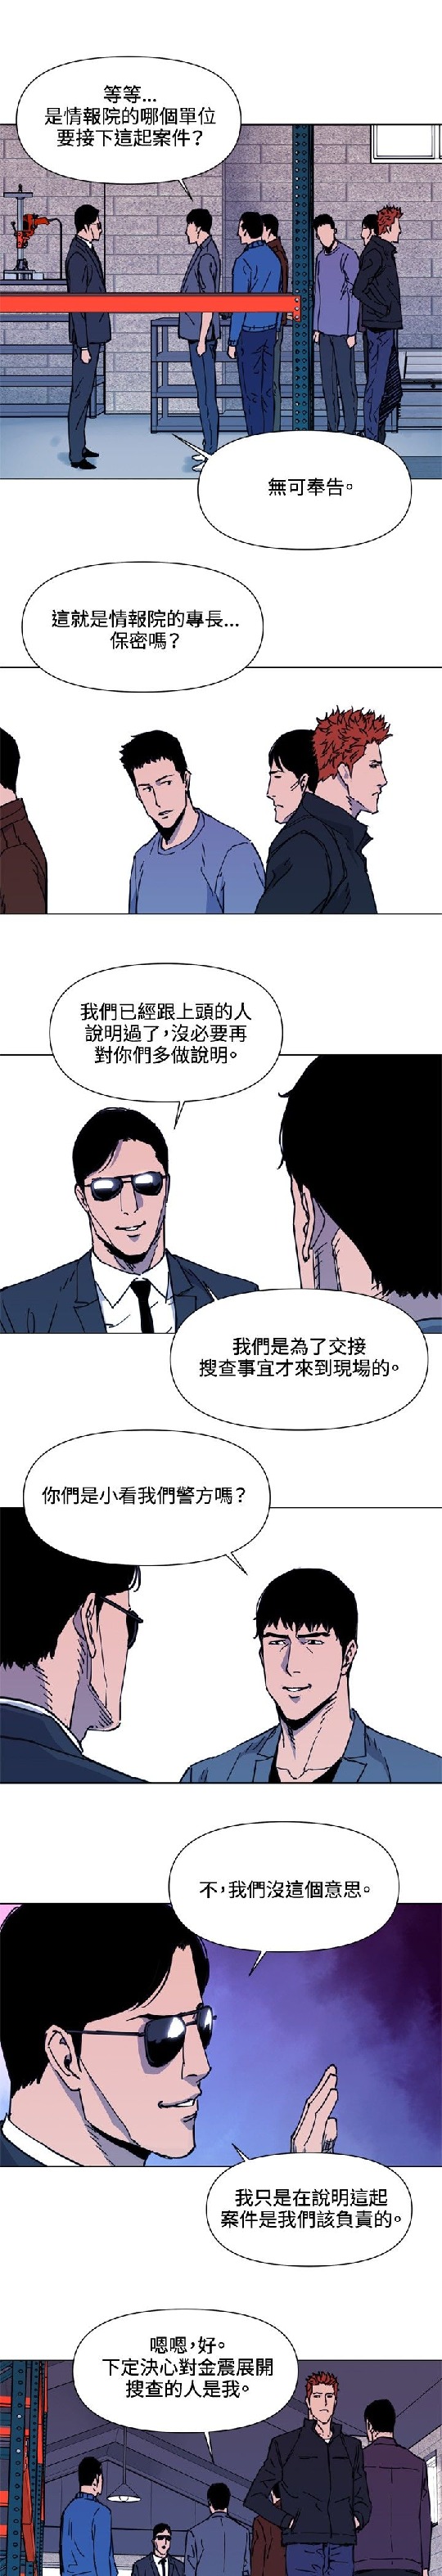 等等...
是情報院的哪個單位
要接下這起案件？
無可奉告。
這就是情報院的專長...
保密嗎？
我們已經跟上頭的人
說明過了，沒必要再
對你們多做說明。
我們是為了交接
搜查事宜才來到現場的。
你們是小看我們警方嗎？
不，我們沒這個意思。
我只是在說明這起
案件是我們該負責的。
嗯嗯，好。
下定決心對金震展開
搜查的人是我。